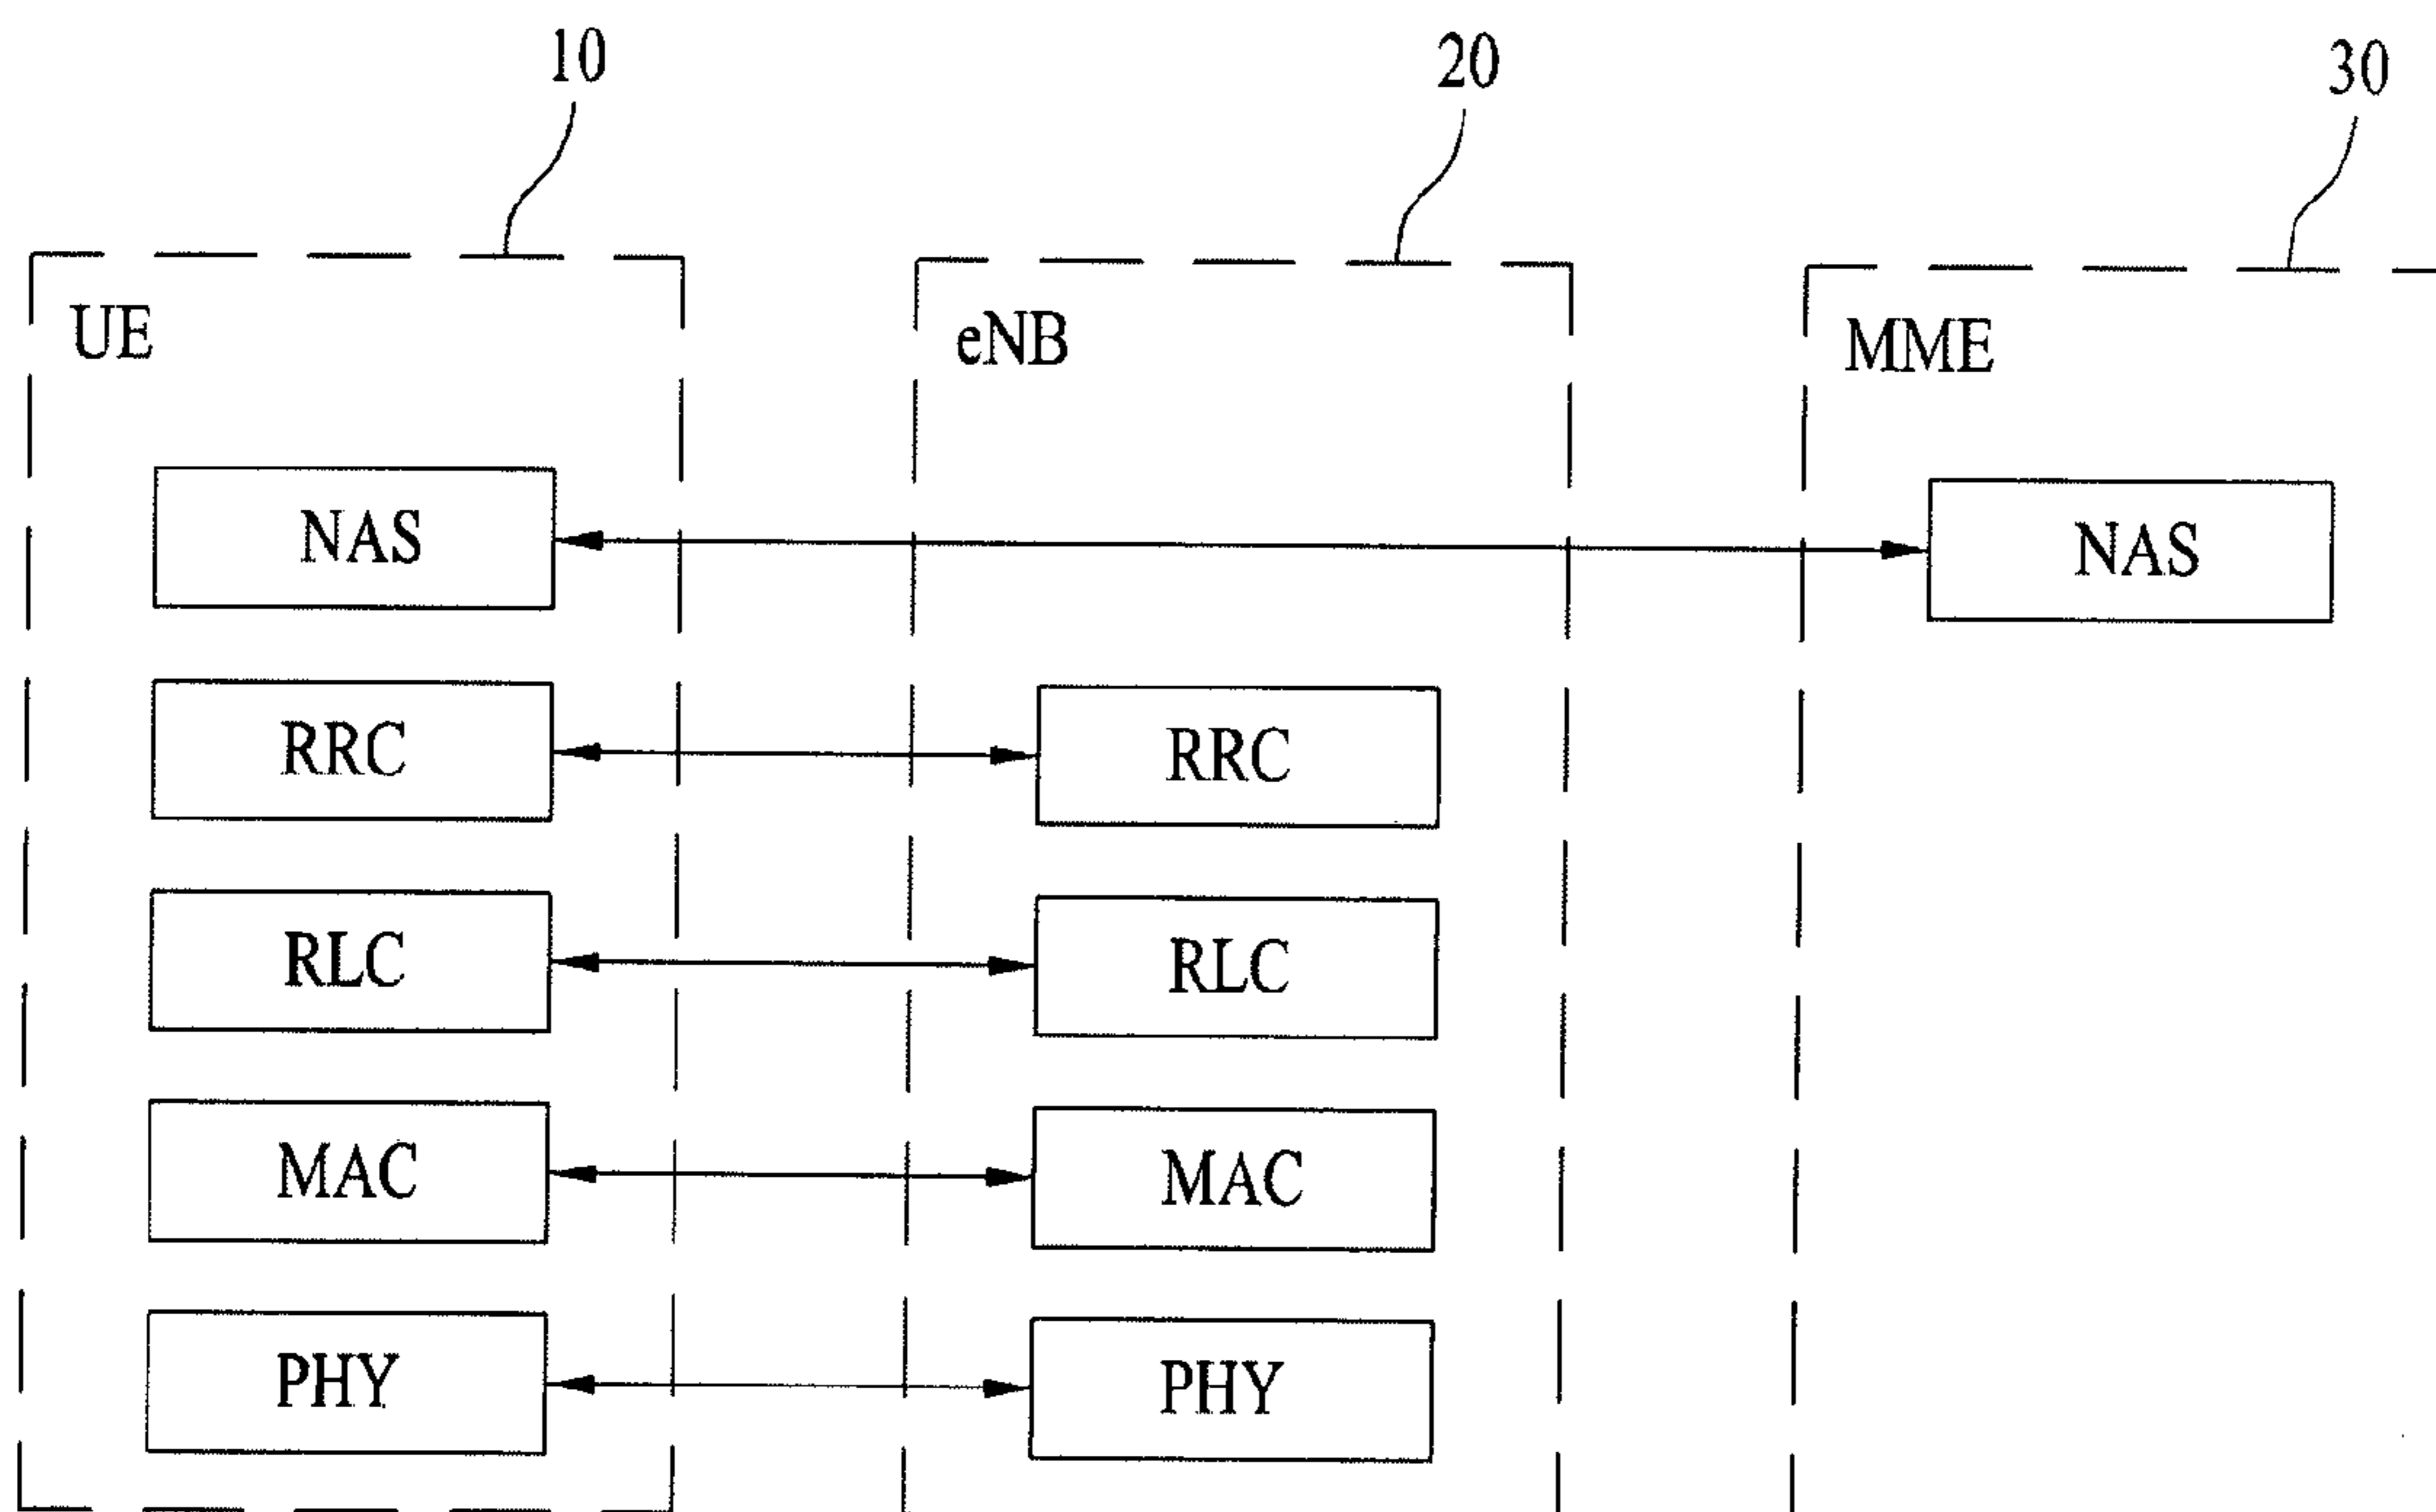 10 20 30
UE eNB MME
NAS NAS
RRC RRC
RLC RLC
MAC MAC
PHY PHY